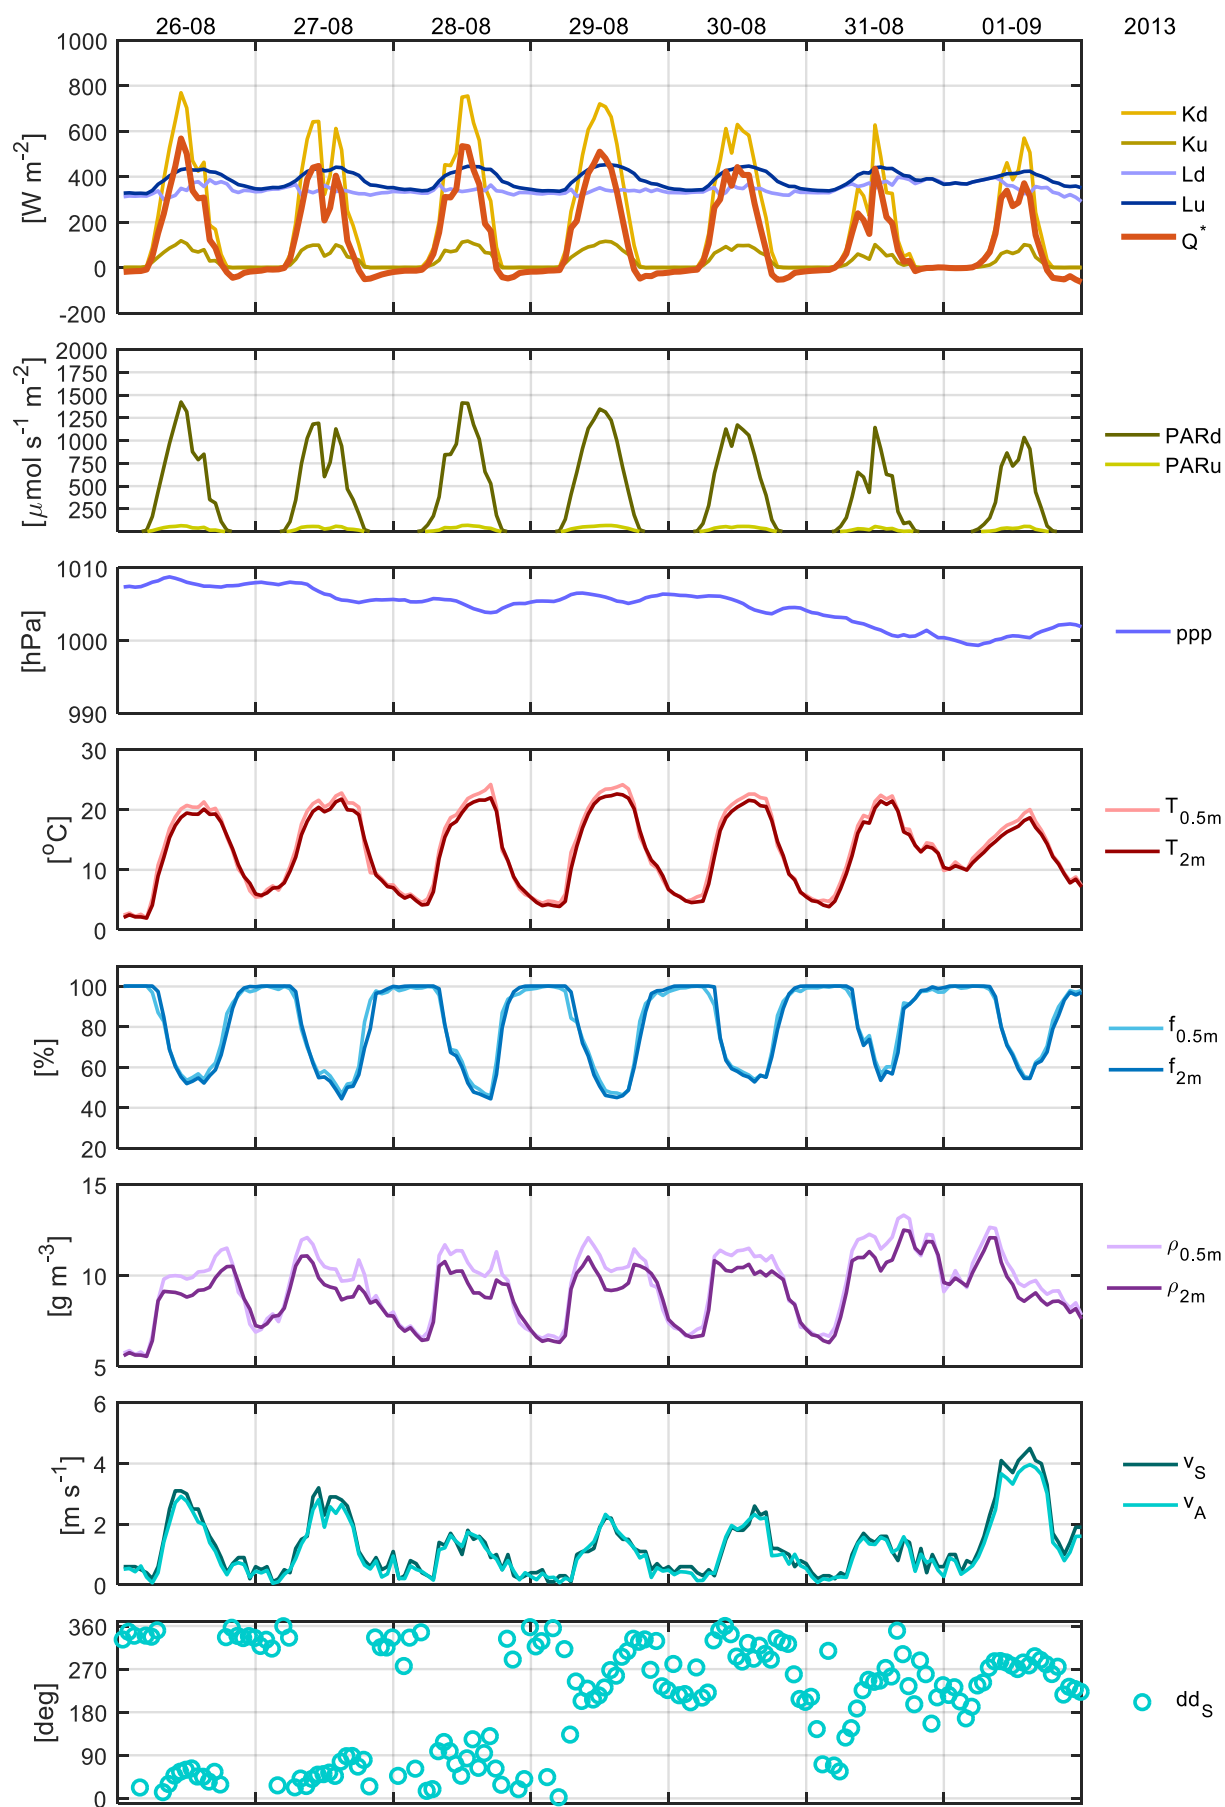 26-08 27-08 28-08 29-08 30-08 31-08 01-09 2013
1000
800
600
400
200
0
-200
[W m⁻²]
Kd
Ku
Ld
Lu
Q*
2000
1750
1500
1250
1000
750
500
250
[μmol s⁻¹ m⁻²]
PARd
PARu
1010
1000
990
[hPa]
ppp
30
20
10
0
[°C]
T0.5m
T2m
100
80
60
40
20
[%]
f0.5m
f2m
15
10
5
[g m⁻³]
ρ0.5m
ρ2m
6
4
2
0
[m s⁻¹]
vS
vA
360
270
180
90
0
[deg]
ddS